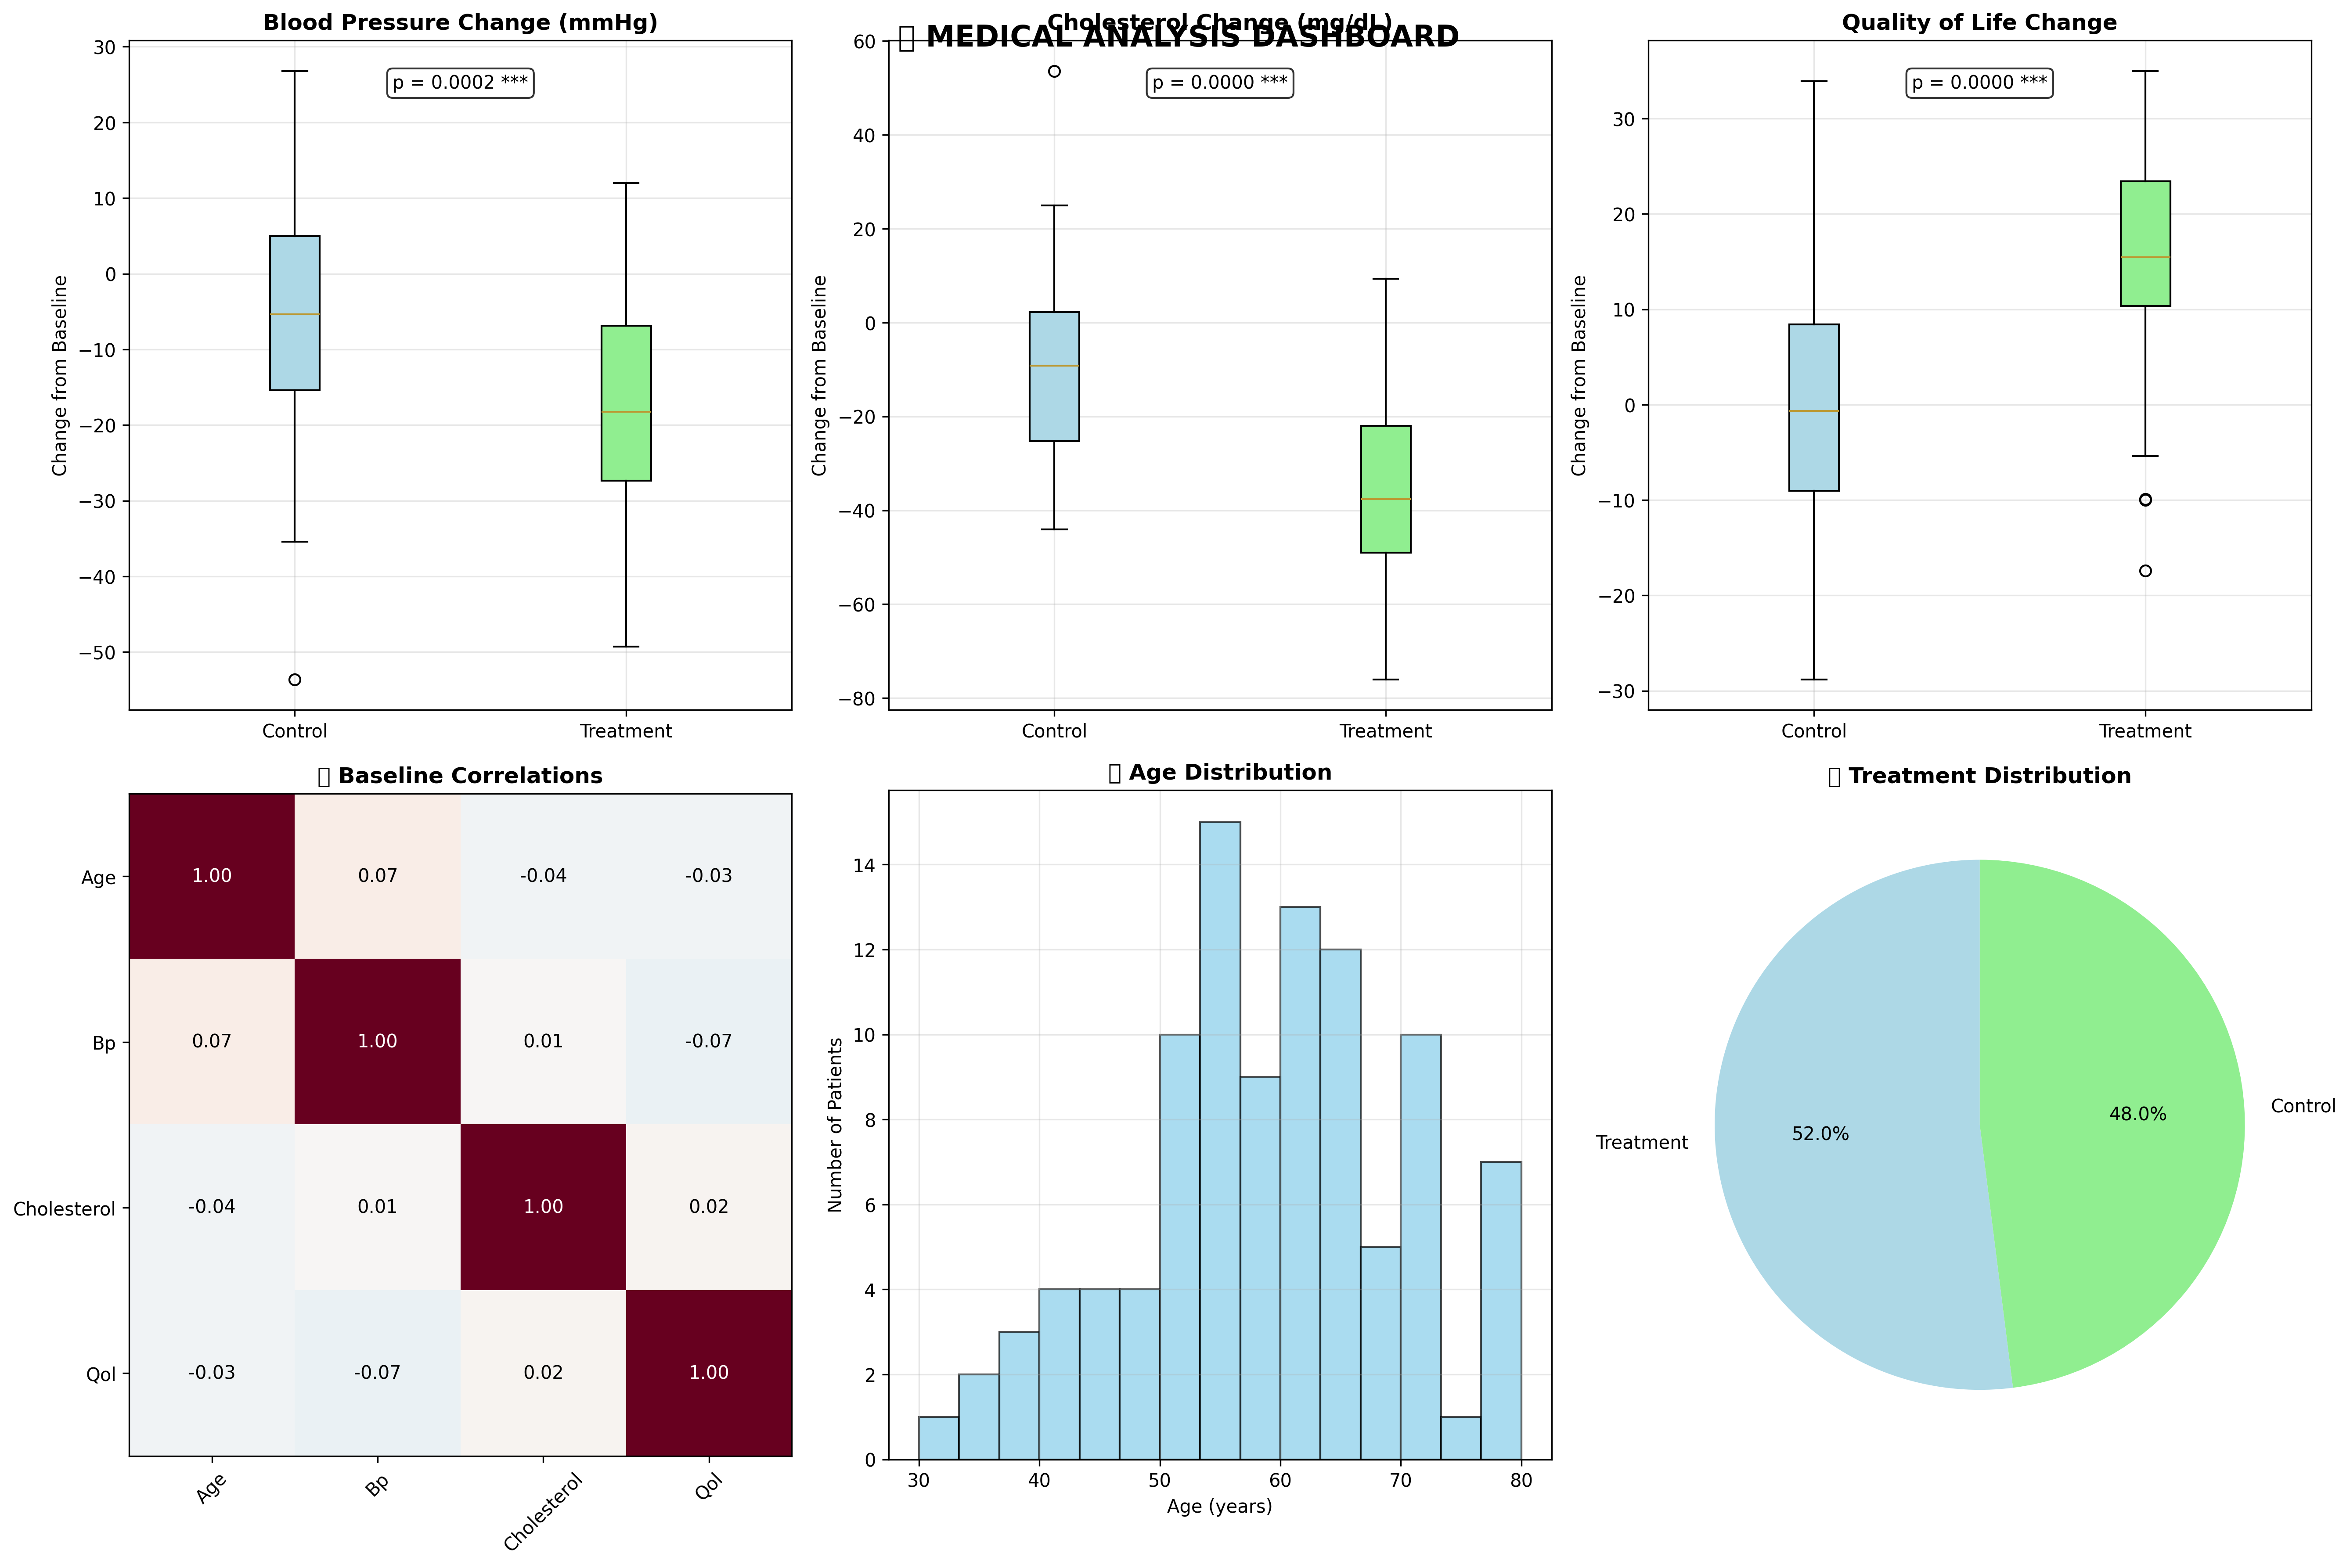 Blood Pressure Change (mmHg)
Cholesterol Change (mg/dL)
Quality of Life Change
MEDICAL ANALYSIS DASHBOARD
p = 0.0002 ***
p = 0.0000 ***
p = 0.0000 ***
Change from Baseline
30
20
10
0
−10
−20
−30
−40
−50
Control
Treatment
Change from Baseline
60
40
20
0
−20
−40
−60
−80
Control
Treatment
Change from Baseline
30
20
10
0
−10
−20
−30
Control
Treatment
Baseline Correlations
Age
1.00
0.07
-0.04
-0.03
Bp
0.07
1.00
0.01
-0.07
Cholesterol
-0.04
0.01
1.00
0.02
Qol
-0.03
-0.07
0.02
1.00
Age
Bp
Cholesterol
Qol
Age Distribution
Number of Patients
14
12
10
8
6
4
2
0
30
40
50
60
70
80
Age (years)
Treatment Distribution
Treatment
52.0%
48.0%
Control